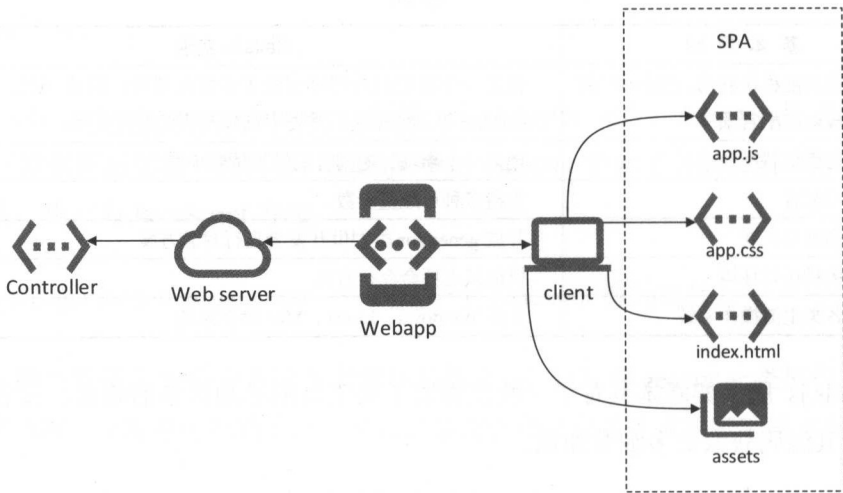 SPA
app.js
app.css
index.html
assets
client
Webapp
Web server
Controller